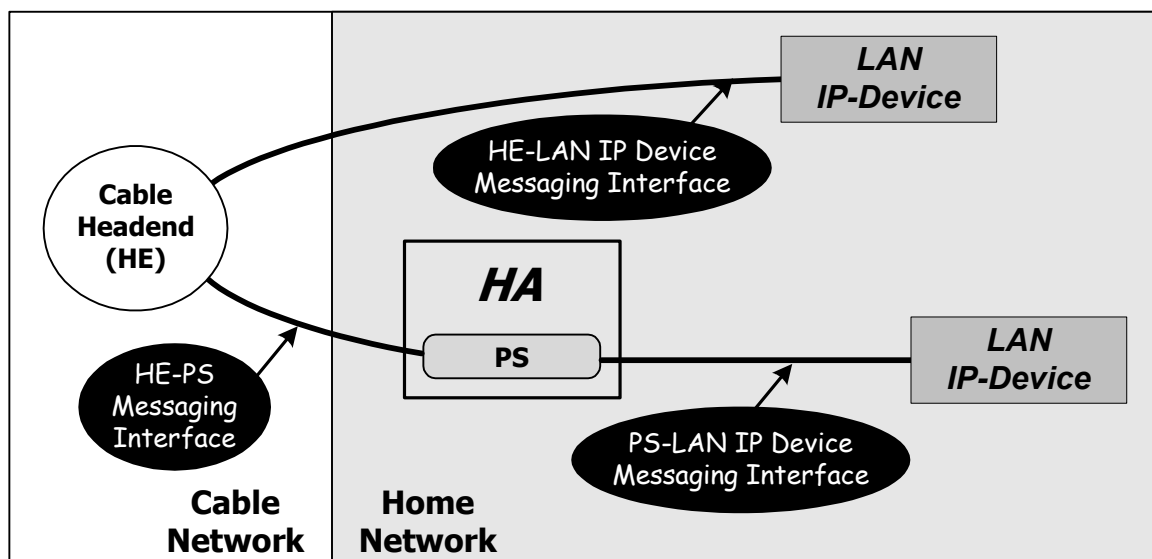 LAN
IP-Device
HE-LAN IP Device
Messaging Interface
Cable
Headend
(HE)
HA
PS
LAN
IP-Device
HE-PS
Messaging
Interface
PS-LAN IP Device
Messaging Interface
Cable
Network
Home
Network